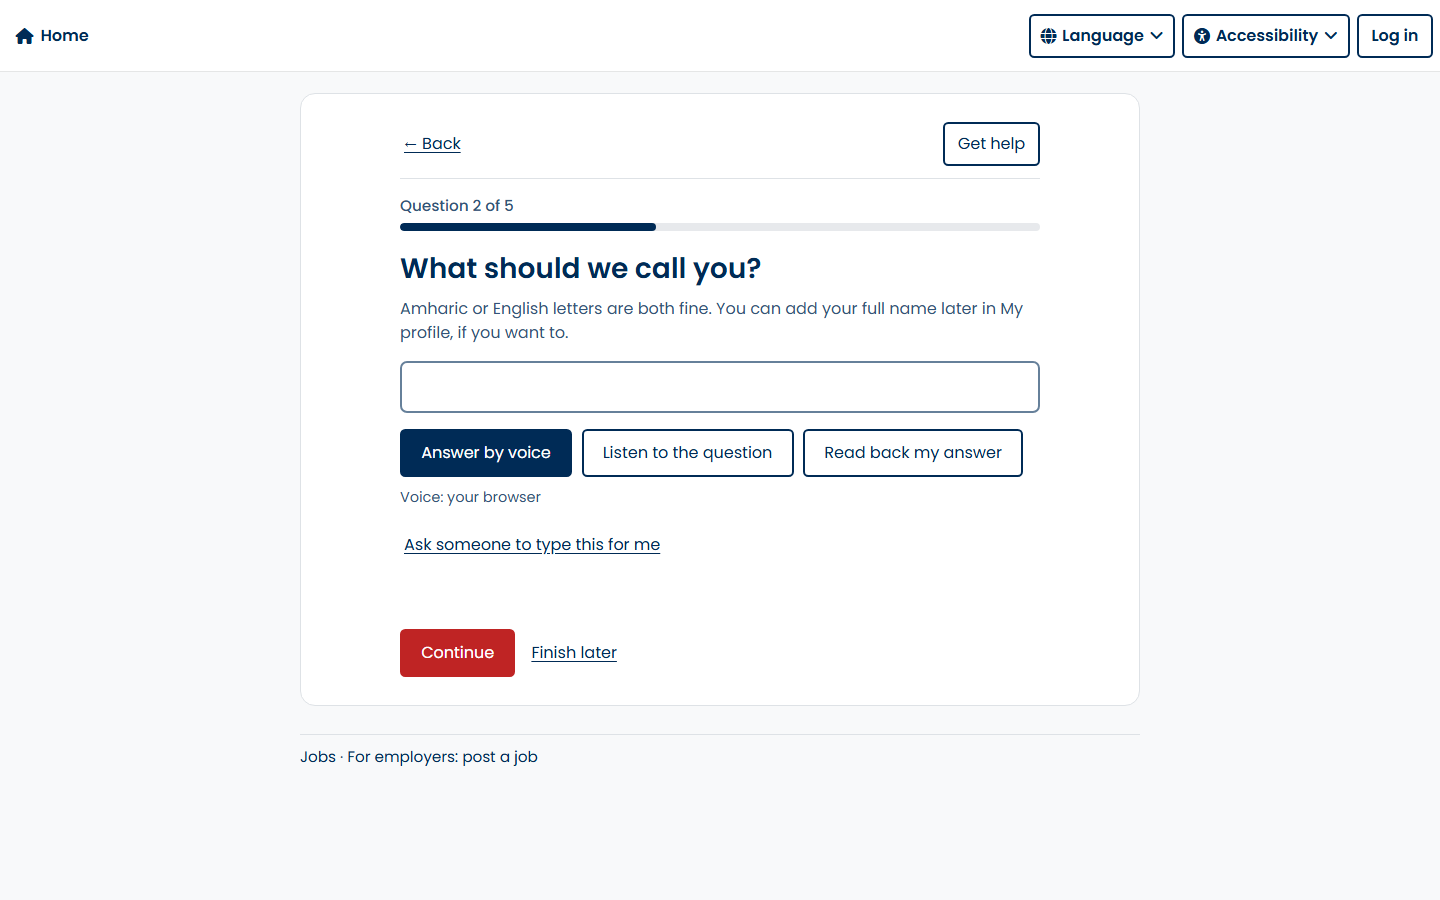 Home
Language
Accessibility
Log in
← Back
Get help
Question 2 of 5
What should we call you?
Amharic or English letters are both fine. You can add your full name later in My
profile, if you want to.
Answer by voice
Listen to the question
Read back my answer
Voice: your browser
Ask someone to type this for me
Continue
Finish later
Jobs · For employers: post a job